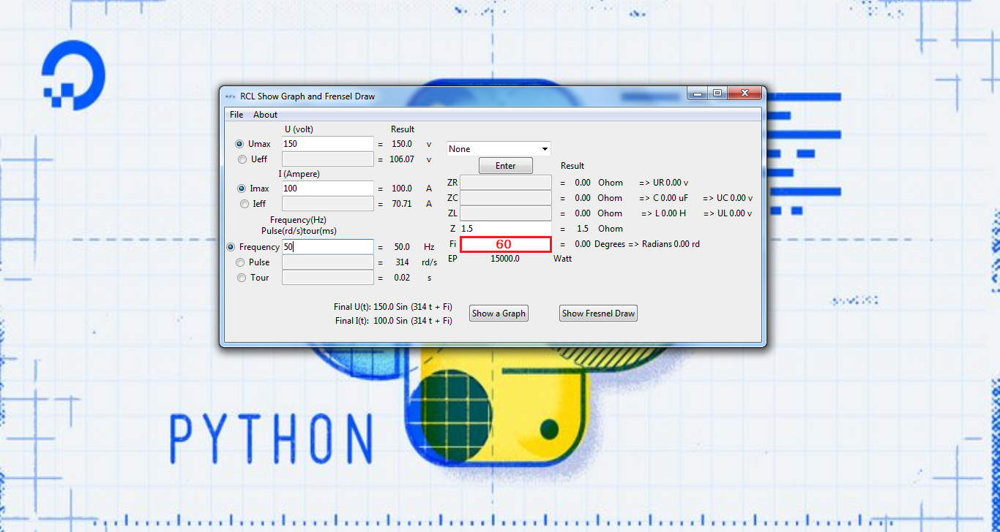 RCL Show Graph and Frensel Draw
File About
U (volt) Result
Umax 150 = 150.0 v
Ueff = 106.07 v
I (Ampere)
Imax 100 = 100.0 A
Ieff = 70.71 A
Frequency(Hz)
Pulse(rd/s)tour(ms)
Frequency 50 = 50.0 Hz
Pulse = 314 rd/s
Tour = 0.02 s
None
Enter Result
ZR = 0.00 Ohom => UR 0.00 v
ZC = 0.00 Ohom => C 0.00 uF => UC 0.00 v
ZL = 0.00 Ohom => L 0.00 H => UL 0.00 v
Z 1.5 = 1.5 Ohom
Fi 60 = 0.00 Degrees => Radians 0.00 rd
EP 15000.0 Watt
Final U(t): 150.0 Sin (314 t + Fi)
Final I(t): 100.0 Sin (314 t + Fi)
Show a Graph Show Fresnel Draw
PYTHON